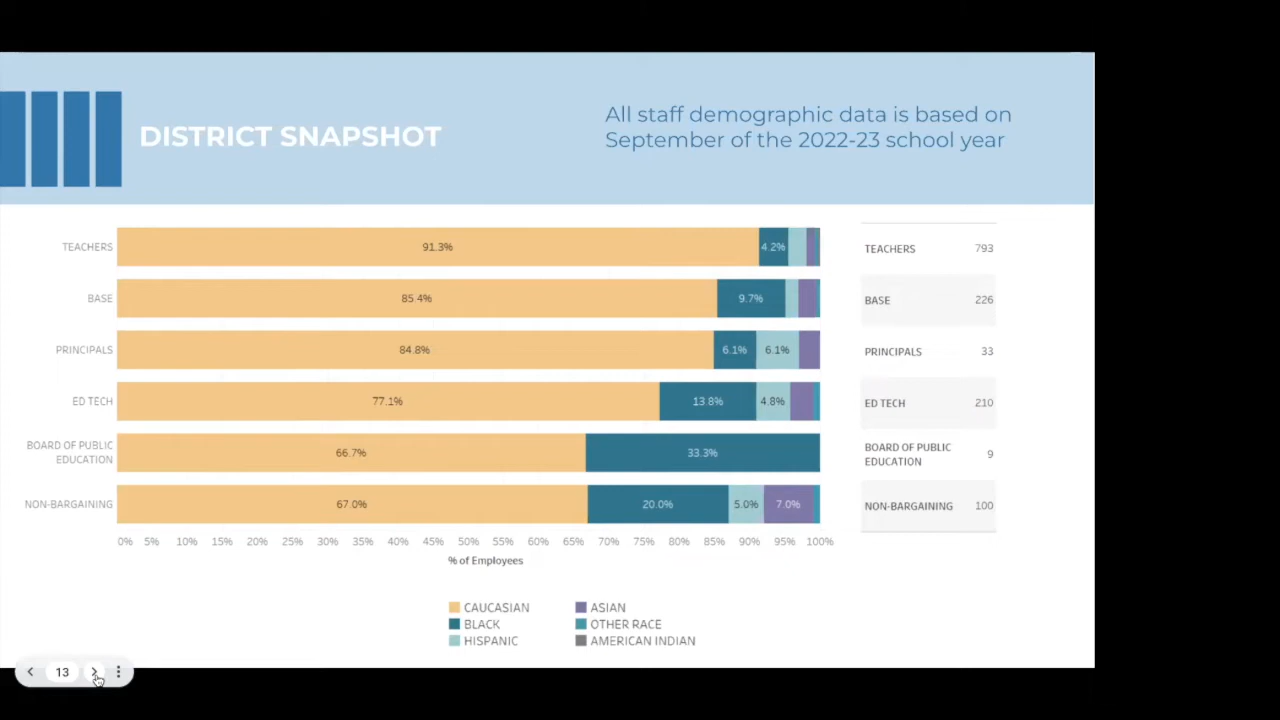 DISTRICT SNAPSHOT
All staff demographic data is based on
September of the 2022-23 school year
TEACHERS 91.3% 4.2%
BASE 85.4% 9.7%
PRINCIPALS 84.8% 6.1% 6.1%
ED TECH 77.1% 13.8% 4.8%
BOARD OF PUBLIC
EDUCATION 66.7% 33.3%
NON-BARGAINING 67.0% 20.0% 5.0% 7.0%
0% 5% 10% 15% 20% 25% 30% 35% 40% 45% 50% 55% 60% 65% 70% 75% 80% 85% 90% 95% 100%
% of Employees
TEACHERS 793
BASE 226
PRINCIPALS 33
ED TECH 210
BOARD OF PUBLIC
EDUCATION 9
NON-BARGAINING 100
CAUCASIAN
BLACK
HISPANIC
ASIAN
OTHER RACE
AMERICAN INDIAN
13